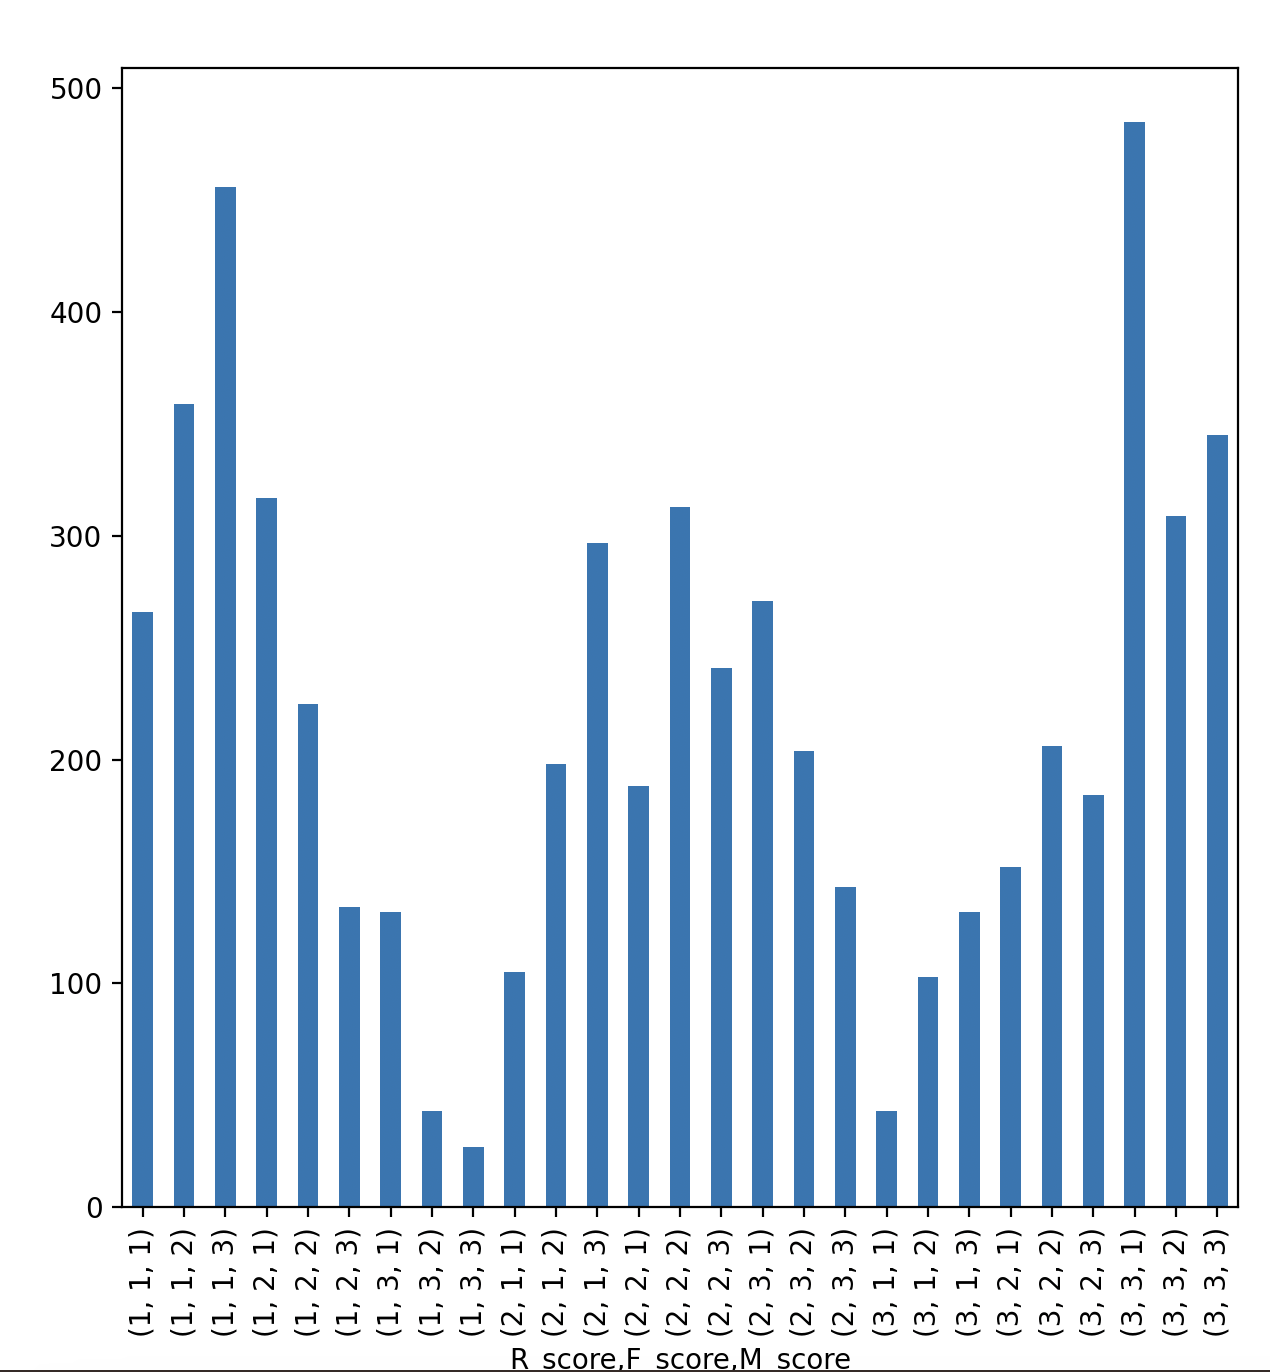 500
400
300
200
100
0
(1, 1, 1)
(1, 1, 2)
(1, 1, 3)
(1, 2, 1)
(1, 2, 2)
(1, 2, 3)
(1, 3, 1)
(1, 3, 2)
(1, 3, 3)
(2, 1, 1)
(2, 1, 2)
(2, 1, 3)
(2, 2, 1)
(2, 2, 2)
(2, 2, 3)
(2, 3, 1)
(2, 3, 2)
(2, 3, 3)
(3, 1, 1)
(3, 1, 2)
(3, 1, 3)
(3, 2, 1)
(3, 2, 2)
(3, 2, 3)
(3, 3, 1)
(3, 3, 2)
(3, 3, 3)
R_score,F_score,M_score